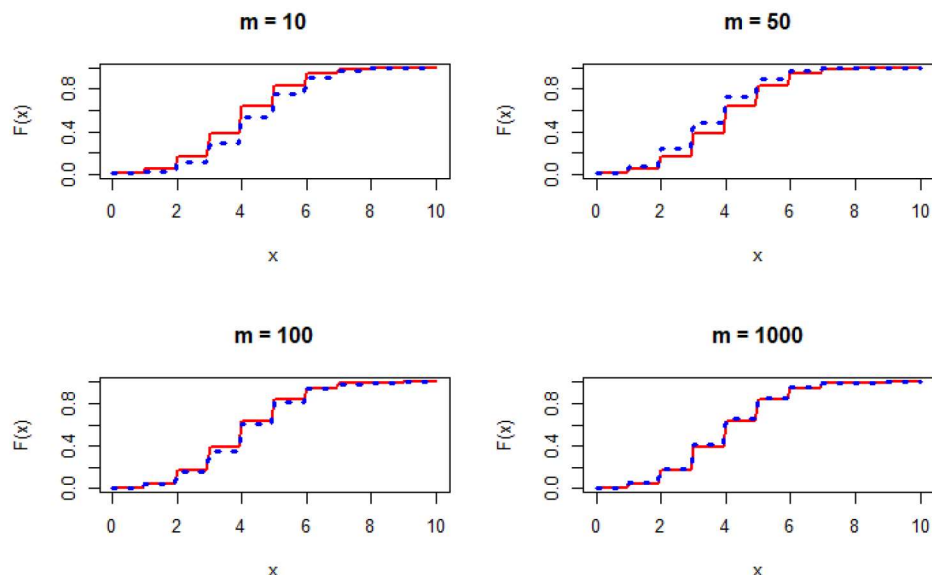 m = 10
F(x)
0.0 0.4 0.8
0 2 4 6 8 10
x
m = 50
F(x)
0.0 0.4 0.8
0 2 4 6 8 10
x
m = 100
F(x)
0.0 0.4 0.8
0 2 4 6 8 10
x
m = 1000
F(x)
0.0 0.4 0.8
0 2 4 6 8 10
x